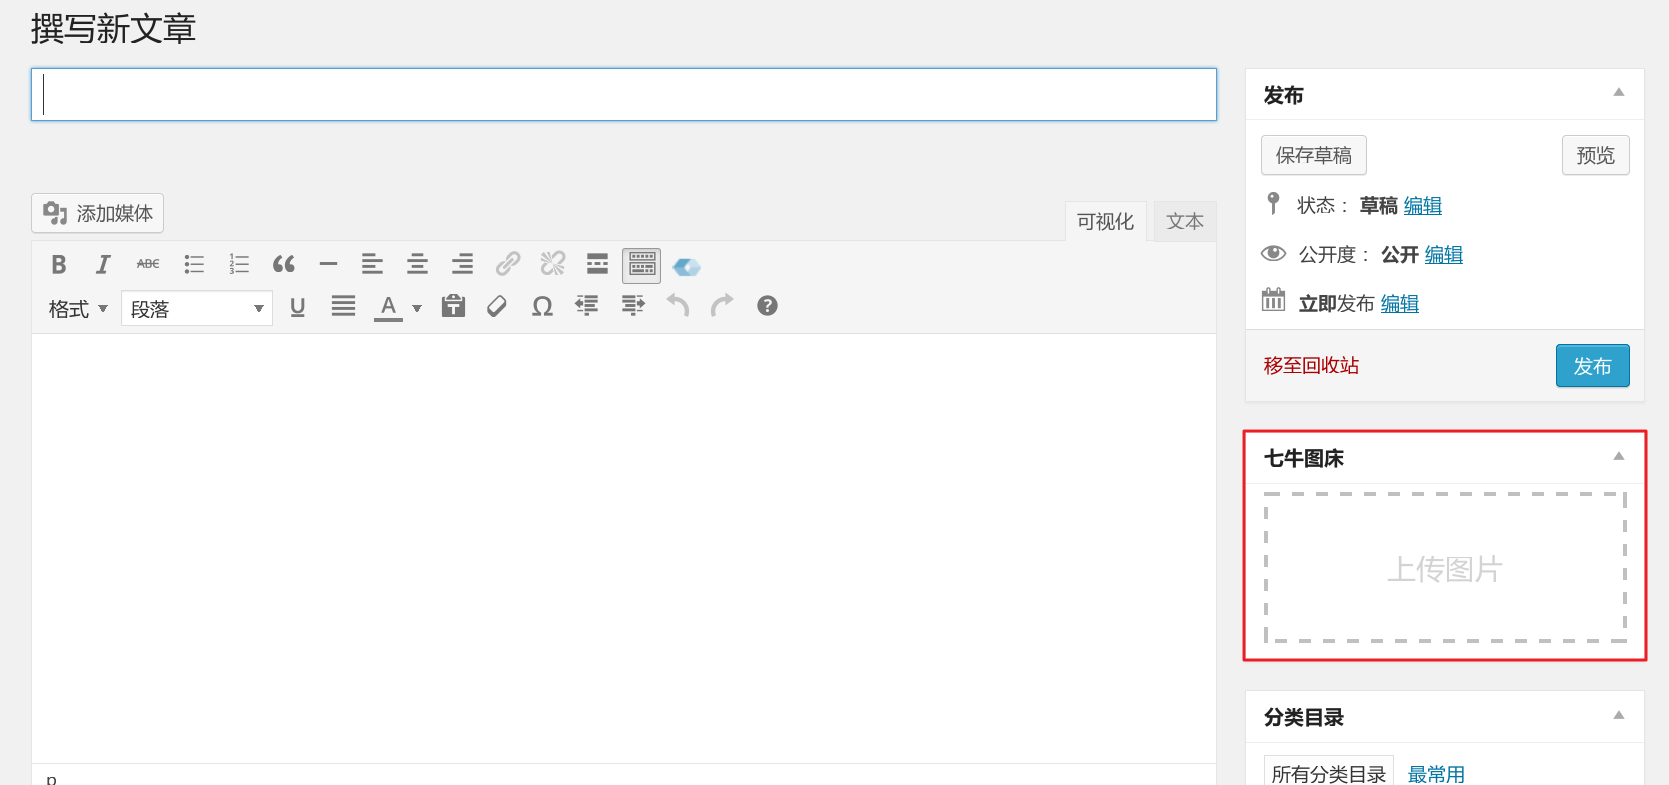 撰写新文章
添加媒体
可视化 文本
B I ABC
格式 段落 U A Ω
p
发布
保存草稿 预览
状态： 草稿 编辑
公开度： 公开 编辑
立即发布 编辑
移至回收站 发布
七牛图床
上传图片
分类目录
所有分类目录 最常用